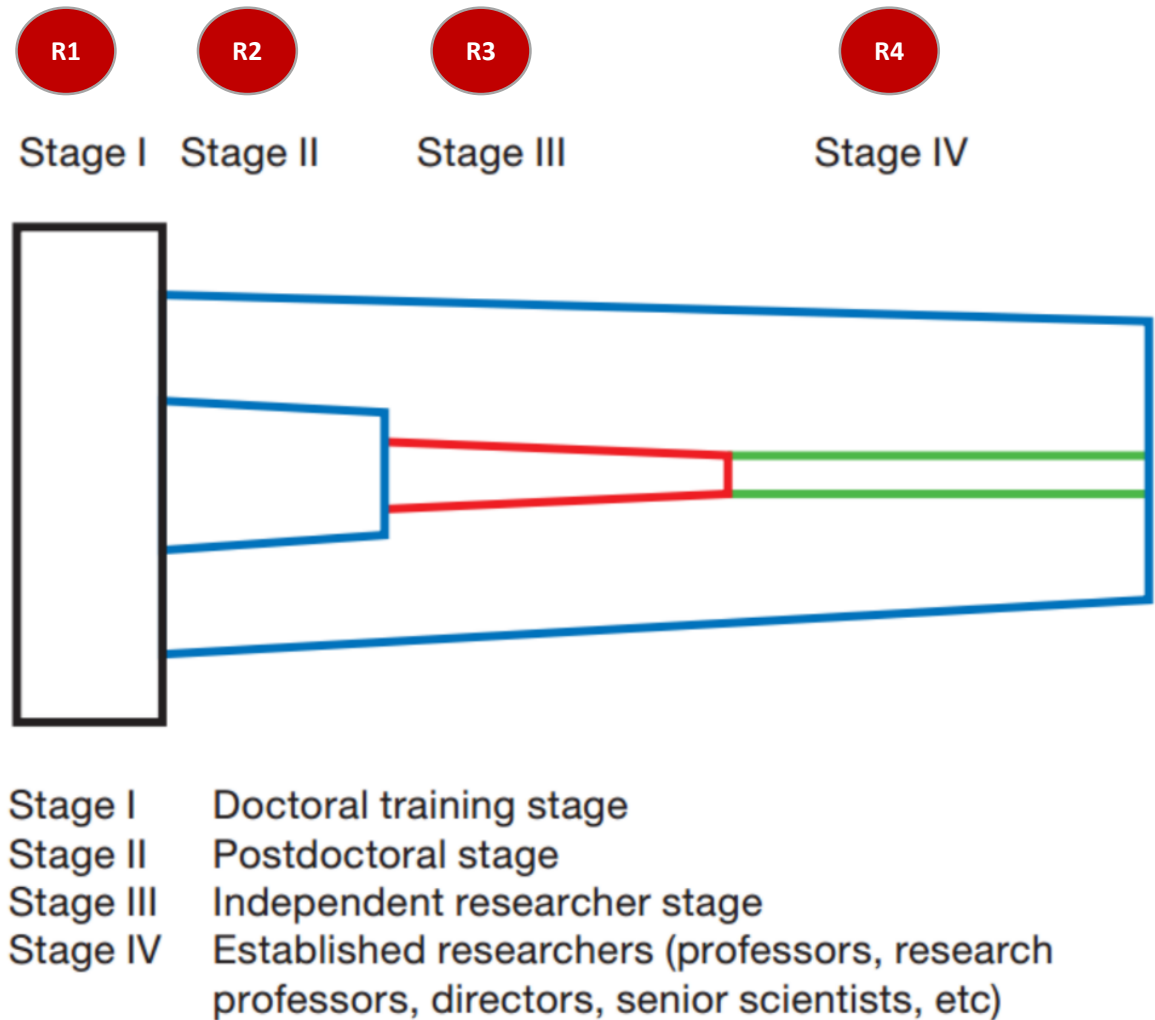 R1 R2 R3 R4
Stage I Stage II Stage III Stage IV
Stage I Doctoral training stage
Stage II Postdoctoral stage
Stage III Independent researcher stage
Stage IV Established researchers (professors, research
professors, directors, senior scientists, etc)